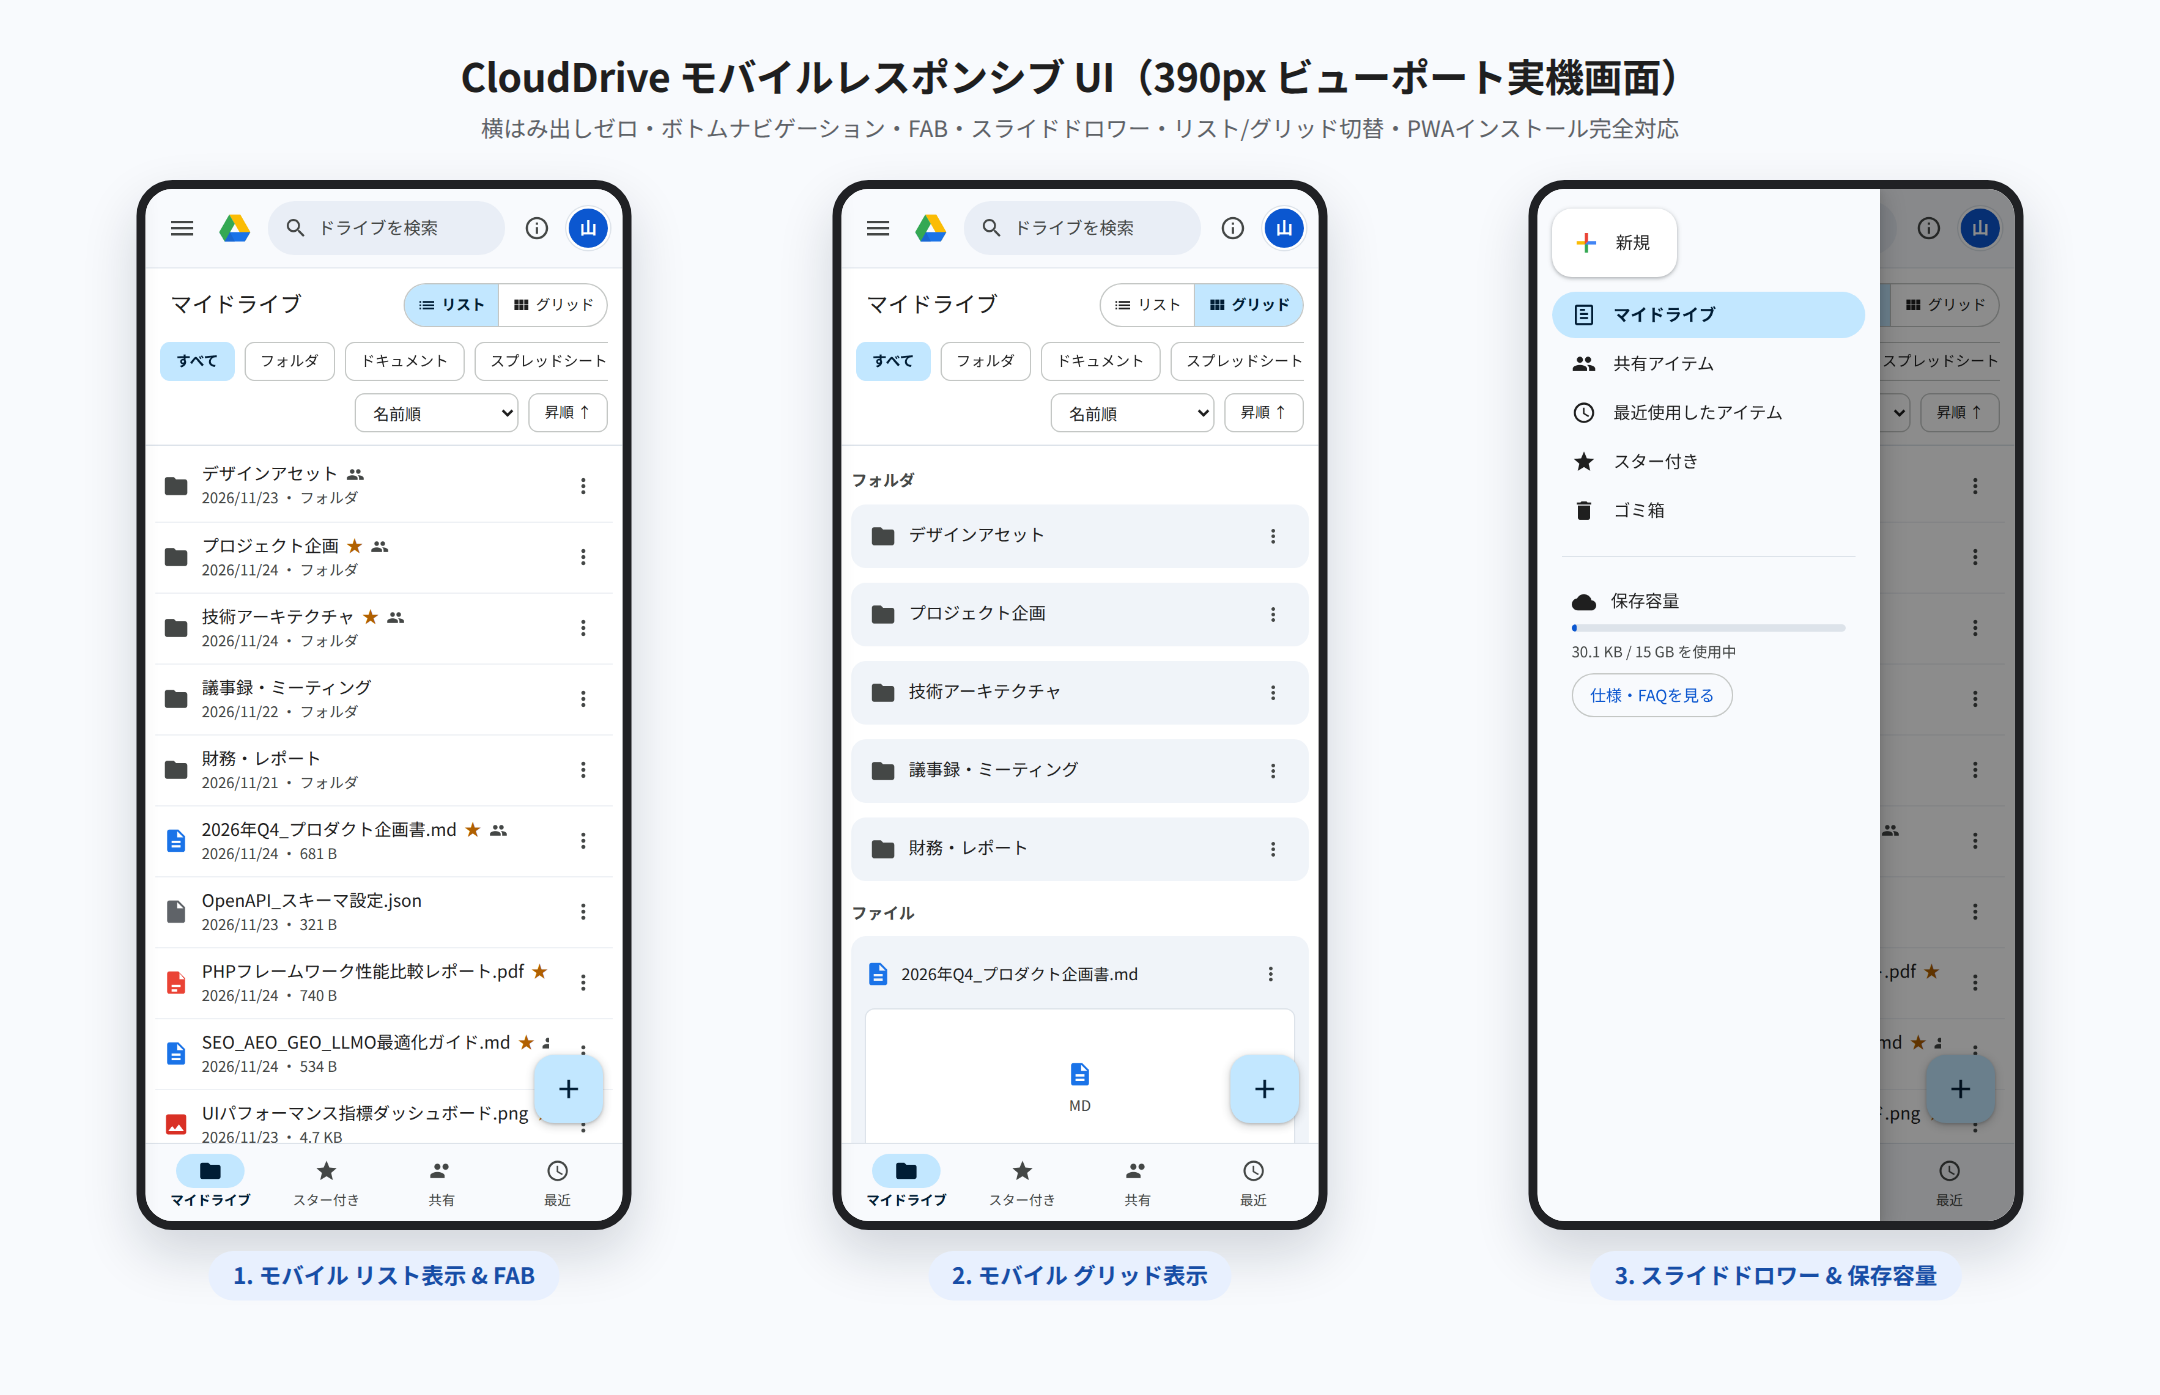 CloudDrive モバイルレスポンシブ UI（390px ビューポート実機画面）
横はみ出しゼロ・ボトムナビゲーション・FAB・スライドドロワー・リスト/グリッド切替・PWAインストール完全対応
ドライブを検索
山
マイドライブ
リスト
グリッド
すべて
フォルダ
ドキュメント
スプレッドシート
名前順
昇順 ↑
デザインアセット
2026/11/23 • フォルダ
プロジェクト企画 ★
2026/11/24 • フォルダ
技術アーキテクチャ ★
2026/11/24 • フォルダ
議事録・ミーティング
2026/11/22 • フォルダ
財務・レポート
2026/11/21 • フォルダ
2026年Q4_プロダクト企画書.md ★
2026/11/24 • 681 B
OpenAPI_スキーマ設定.json
2026/11/23 • 321 B
PHPフレームワーク性能比較レポート.pdf ★
2026/11/24 • 740 B
SEO_AEO_GEO_LLMO最適化ガイド.md ★
2026/11/24 • 534 B
UIパフォーマンス指標ダッシュボード.png
2026/11/23 • 4.7 KB
マイドライブ
スター付き
共有
最近
1. モバイル リスト表示 & FAB
ドライブを検索
山
マイドライブ
リスト
グリッド
すべて
フォルダ
ドキュメント
スプレッドシート
名前順
昇順 ↑
フォルダ
デザインアセット
プロジェクト企画
技術アーキテクチャ
議事録・ミーティング
財務・レポート
ファイル
2026年Q4_プロダクト企画書.md
MD
マイドライブ
スター付き
共有
最近
2. モバイル グリッド表示
新規
マイドライブ
共有アイテム
最近使用したアイテム
スター付き
ゴミ箱
保存容量
30.1 KB / 15 GB を使用中
仕様・FAQを見る
山
グリッド
スプレッドシート
昇順 ↑
.pdf ★
md ★
.png
最近
3. スライドドロワー & 保存容量